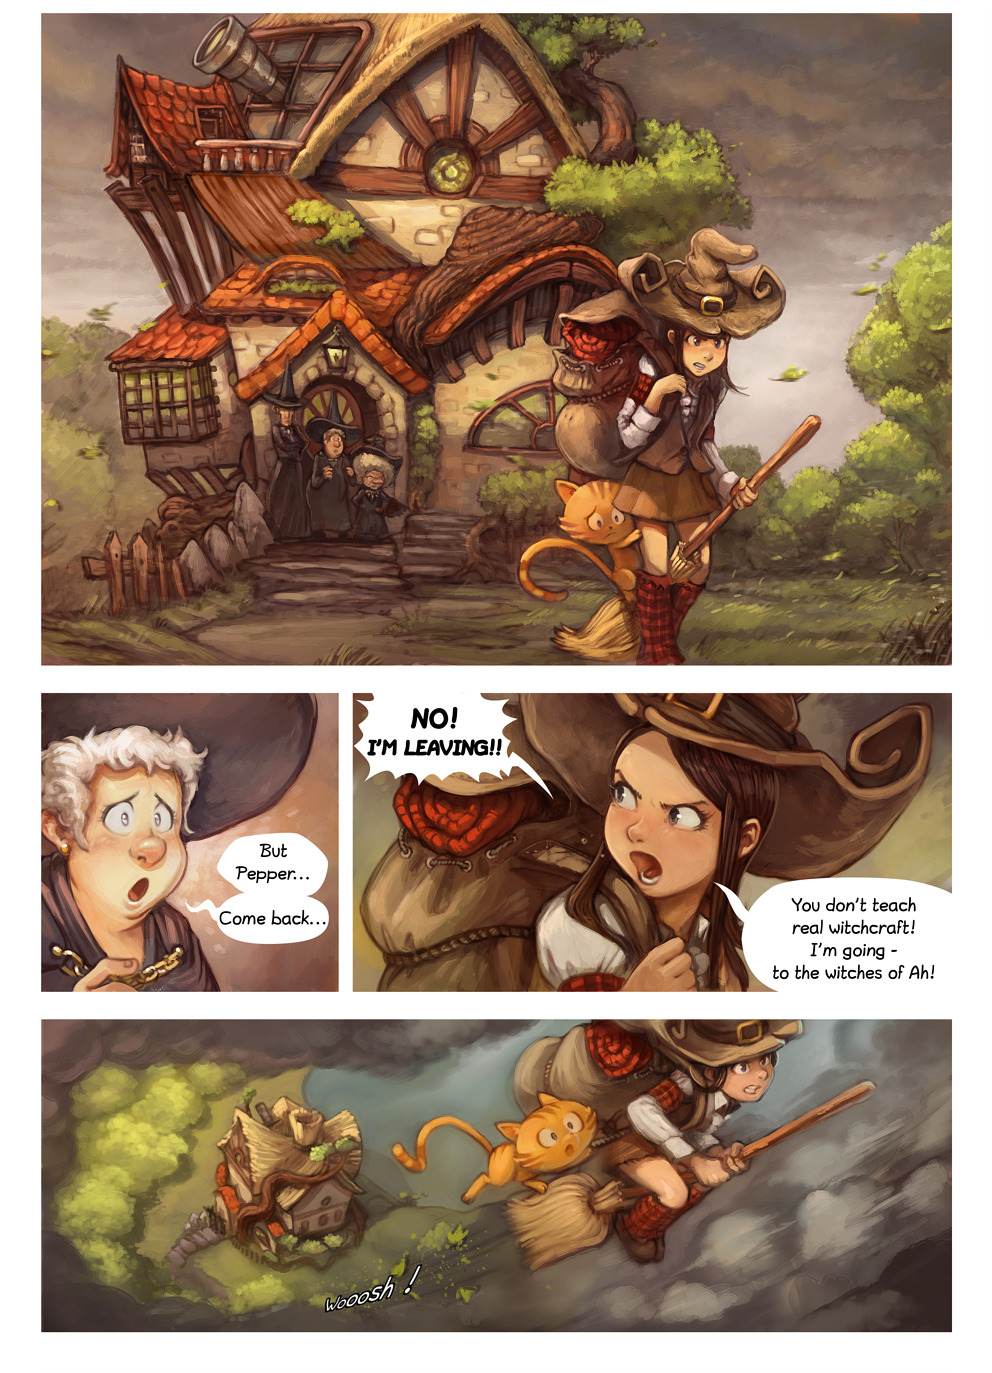 But
Pepper...
Come back...
NO!
I'M LEAVING!!
You don't teach
real witchcraft!
I'm going -
to the witches of Ah!
Wooosh !